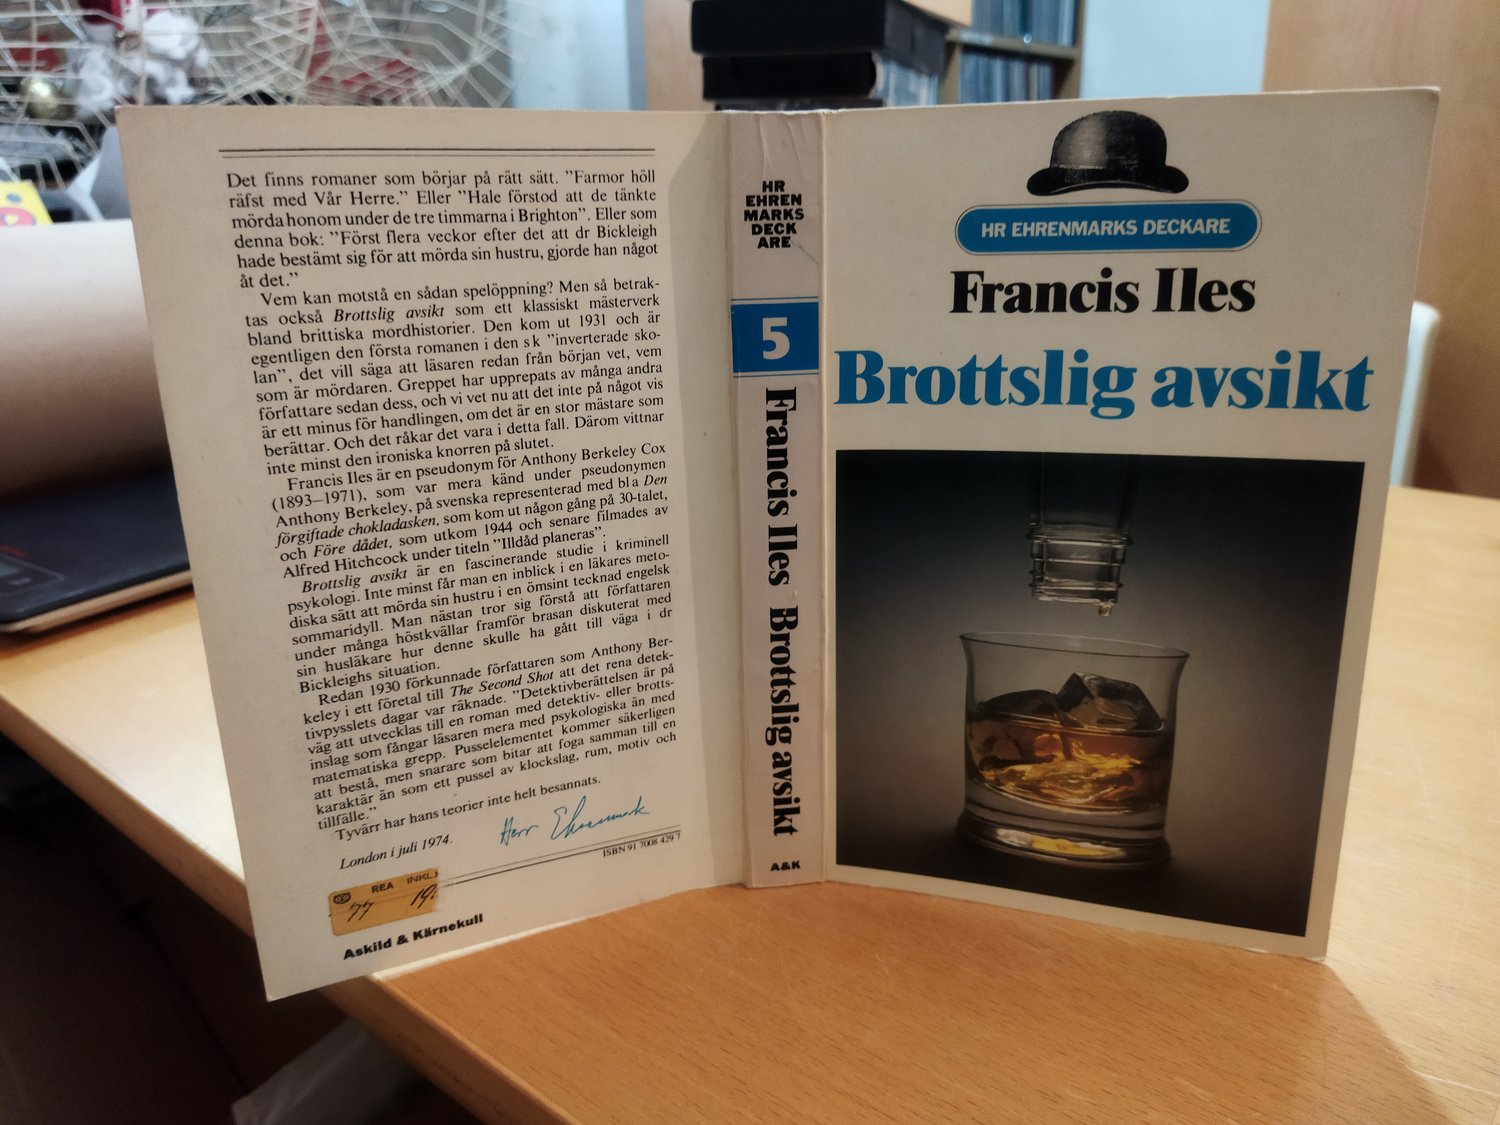 Det finns romaner som börjar på rätt sätt. "Farmor höll
räfst med Vår Herre." Eller "Hale förstod att de tänkte
mörda honom under de tre timmarna i Brighton". Eller som
denna bok: "Först flera veckor efter det att dr Bickleigh
hade bestämt sig för att mörda sin hustru, gjorde han något
åt det."
Vem kan motstå en sådan spelöppning? Men så betrak-
tas också Brottslig avsikt som ett klassiskt mästerverk
bland brittiska mordhistorier. Den kom ut 1931 och är
egentligen den första romanen i den s k "inverterade sko-
lan", det vill säga att läsaren redan från början vet, vem
som är mördaren. Greppet har upprepats av många andra
författare sedan dess, och vi vet nu att det inte på något vis
är ett minus för handlingen, om det är en stor mästare som
berättar. Och det råkar det vara i detta fall. Därom vittnar
inte minst den ironiska knorren på slutet.
Francis Iles är en pseudonym för Anthony Berkeley Cox
(1893–1971), som var mera känd under pseudonymen
Anthony Berkeley, på svenska representerad med bl a Den
förgiftade chokladasken, som kom ut någon gång på 30-talet,
och Före dådet, som utkom 1944 och senare filmades av
Alfred Hitchcock under titeln "Illdåd planeras".
Brottslig avsikt är en fascinerande studie i kriminell
psykologi. Inte minst får man en inblick i en läkares meto-
diska sätt att mörda sin hustru i en ömsint tecknad engelsk
sommaridyll. Man nästan tror sig förstå att författaren
under många höstkvällar framför brasan diskuterat med
sin husläkare hur denne skulle ha gått till väga i dr
Bickleighs situation.
Redan 1930 förkunnade författaren som Anthony Ber-
keley i ett företal till The Second Shot att det rena detek-
tivpysslets dagar var räknade. "Detektivberättelsen är på
väg att utvecklas till en roman med detektiv- eller brotts-
inslag som fångar läsaren mera med psykologiska än med
matematiska grepp. Pusselelementet kommer säkerligen
att bestå, men snarare som bitar att foga samman till en
karaktär än som ett pussel av klockslag, rum, motiv och
tillfälle."
Tyvärr har hans teorier inte helt besannats.
London i juli 1974.
Herr Ehrenmark
ISBN 91 7008 429 7
REA INKL.
19:
Askild & Kärnekull
HR
EHREN
MARKS
DECK
ARE
5
Francis Iles Brottslig avsikt
A&K
HR EHRENMARKS DECKARE
Francis Iles
Brottslig avsikt